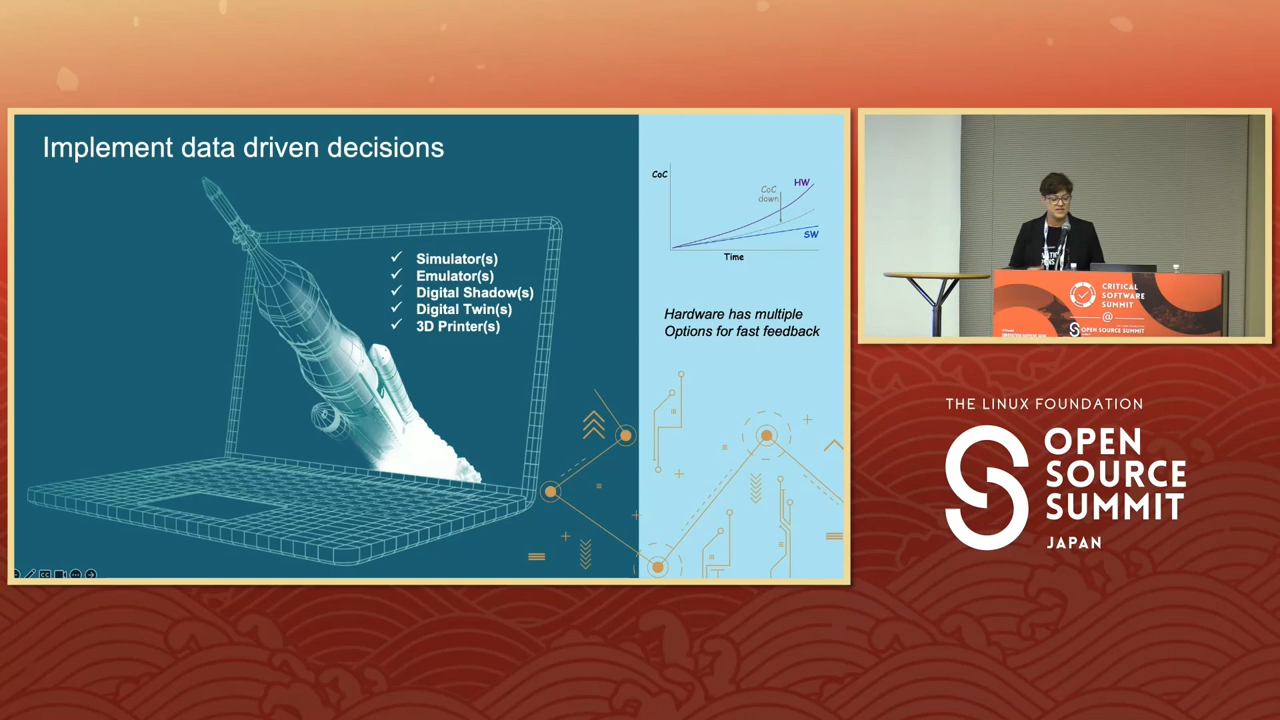 Implement data driven decisions
✓ Simulator(s)
✓ Emulator(s)
✓ Digital Shadow(s)
✓ Digital Twin(s)
✓ 3D Printer(s)
CoC
HW
CoC
down
SW
Time
Hardware has multiple
Options for fast feedback
CRITICAL
SOFTWARE
SUMMIT
@
OPEN SOURCE SUMMIT
THE LINUX FOUNDATION
OPEN
SOURCE
SUMMIT
JAPAN